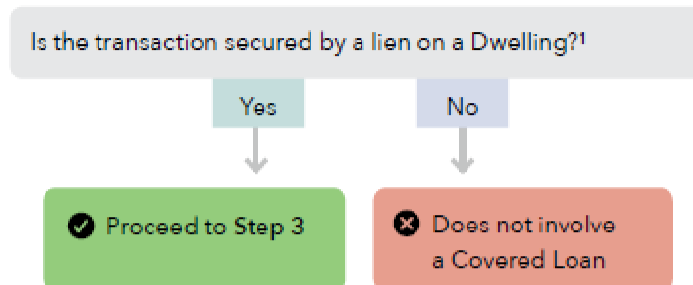 Is the transaction secured by a lien on a Dwelling?¹
Yes
No
Proceed to Step 3
Does not involve
a Covered Loan